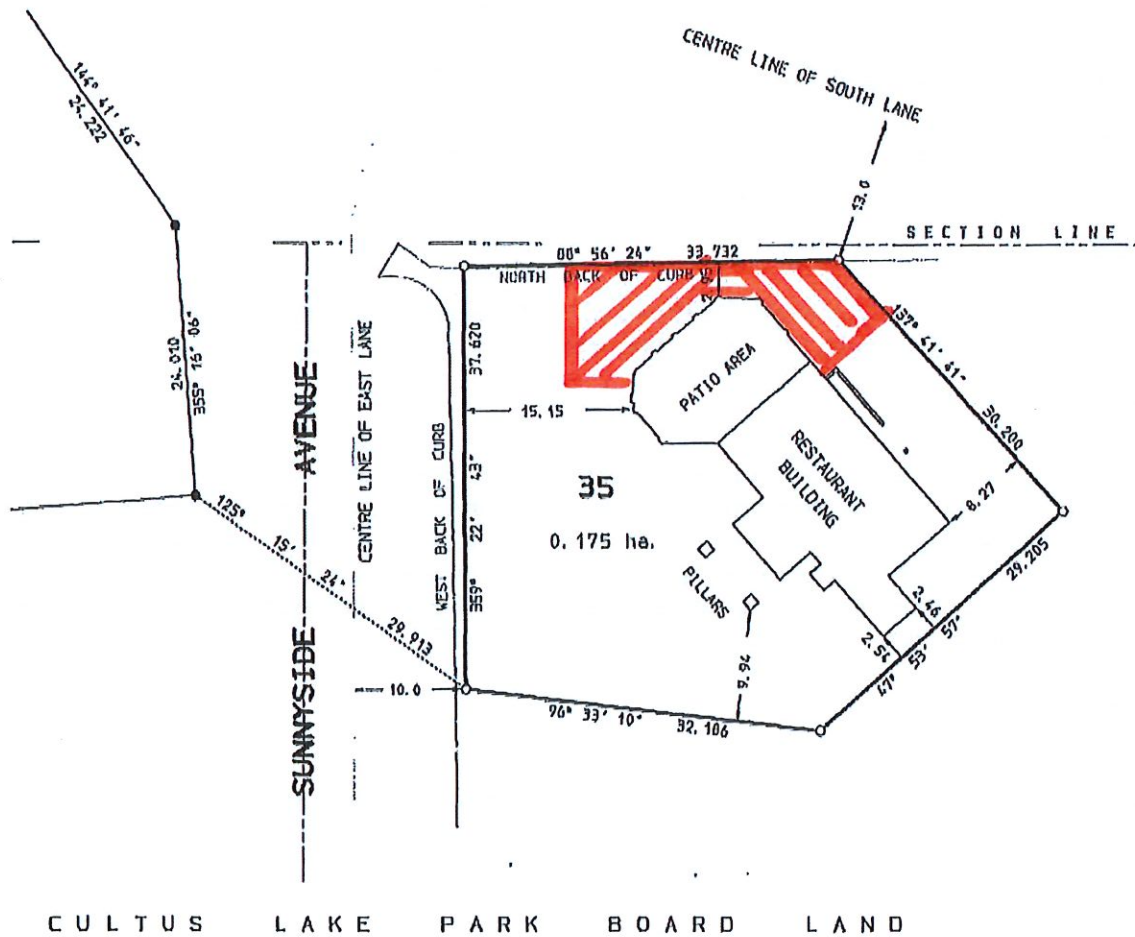 CENTRE LINE OF SOUTH LANE
144° 41' 46"
24.222
13.0
SECTION LINE
88° 56' 24" 33.732
NORTH BACK OF CURB
137° 41' 41"
30.200
37.620
24.010
355° 16' 06"
PATIO AREA
15.15
SUNNYSIDE AVENUE
CENTRE LINE OF EAST LANE
WEST BACK OF CURB
359° 22' 43"
RESTAURANT
BUILDING
35
0.175 ha.
8.27
125° 15' 24"
29.913
PILLARS
29.205
2.46
2.54
47° 53' 57"
9.94
10.0
96° 33' 10" 32.106
CULTUS LAKE PARK BOARD LAND